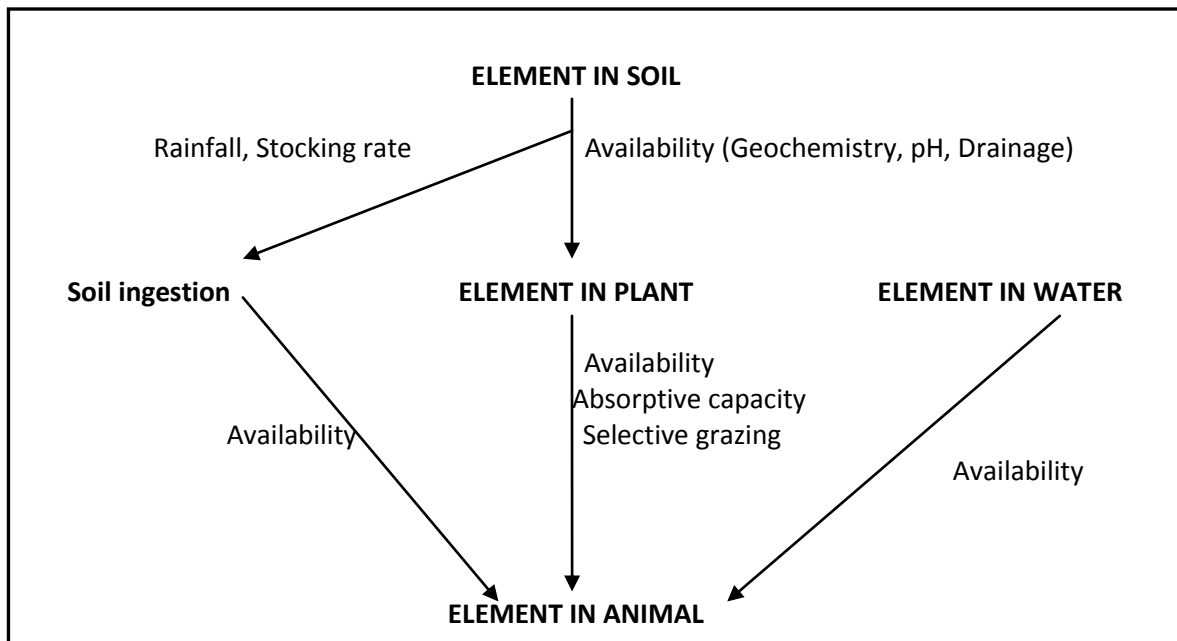 ELEMENT IN SOIL
Rainfall, Stocking rate
Availability (Geochemistry, pH, Drainage)
Soil ingestion
ELEMENT IN PLANT
ELEMENT IN WATER
Availability
Absorptive capacity
Selective grazing
Availability
Availability
ELEMENT IN ANIMAL